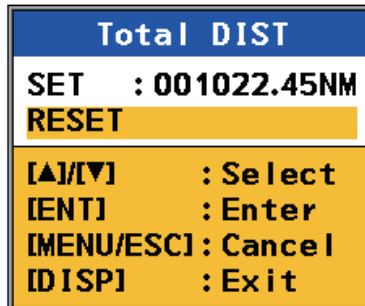 Total DIST
SET : 001022.45NM
RESET
[▲]/[▼] : Select
[ENT] : Enter
[MENU/ESC] : Cancel
[DISP] : Exit